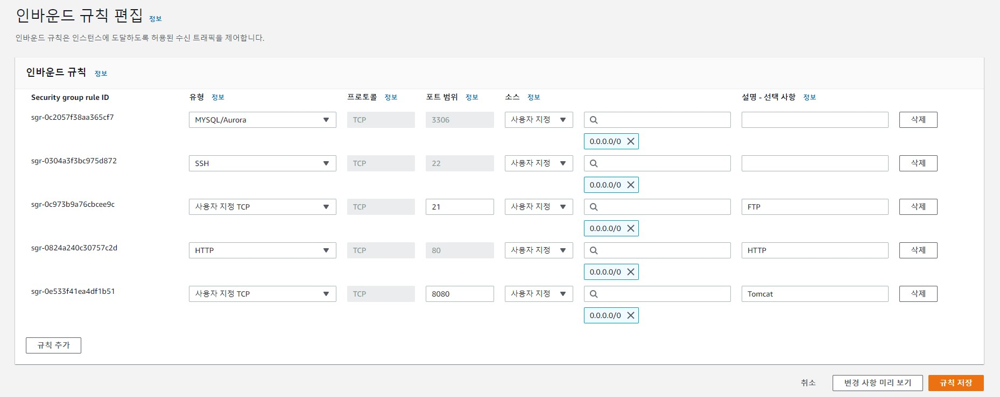 인바운드 규칙 편집 정보
인바운드 규칙은 인스턴스에 도달하도록 허용된 수신 트래픽을 제어합니다.
인바운드 규칙 정보
Security group rule ID 유형 정보 프로토콜 정보 포트 범위 정보 소스 정보 설명 - 선택 사항 정보
sgr-0c2057f38aa365cf7 MYSQL/Aurora TCP 3306 사용자 지정 삭제
0.0.0.0/0
sgr-0304a3f3bc975d872 SSH TCP 22 사용자 지정 삭제
0.0.0.0/0
sgr-0c973b9a76cbcee9c 사용자 지정 TCP TCP 21 사용자 지정 FTP 삭제
0.0.0.0/0
sgr-0824a240c30757c2d HTTP TCP 80 사용자 지정 HTTP 삭제
0.0.0.0/0
sgr-0e533f41ea4df1b51 사용자 지정 TCP TCP 8080 사용자 지정 Tomcat 삭제
0.0.0.0/0
규칙 추가
취소 변경 사항 미리 보기 규칙 저장